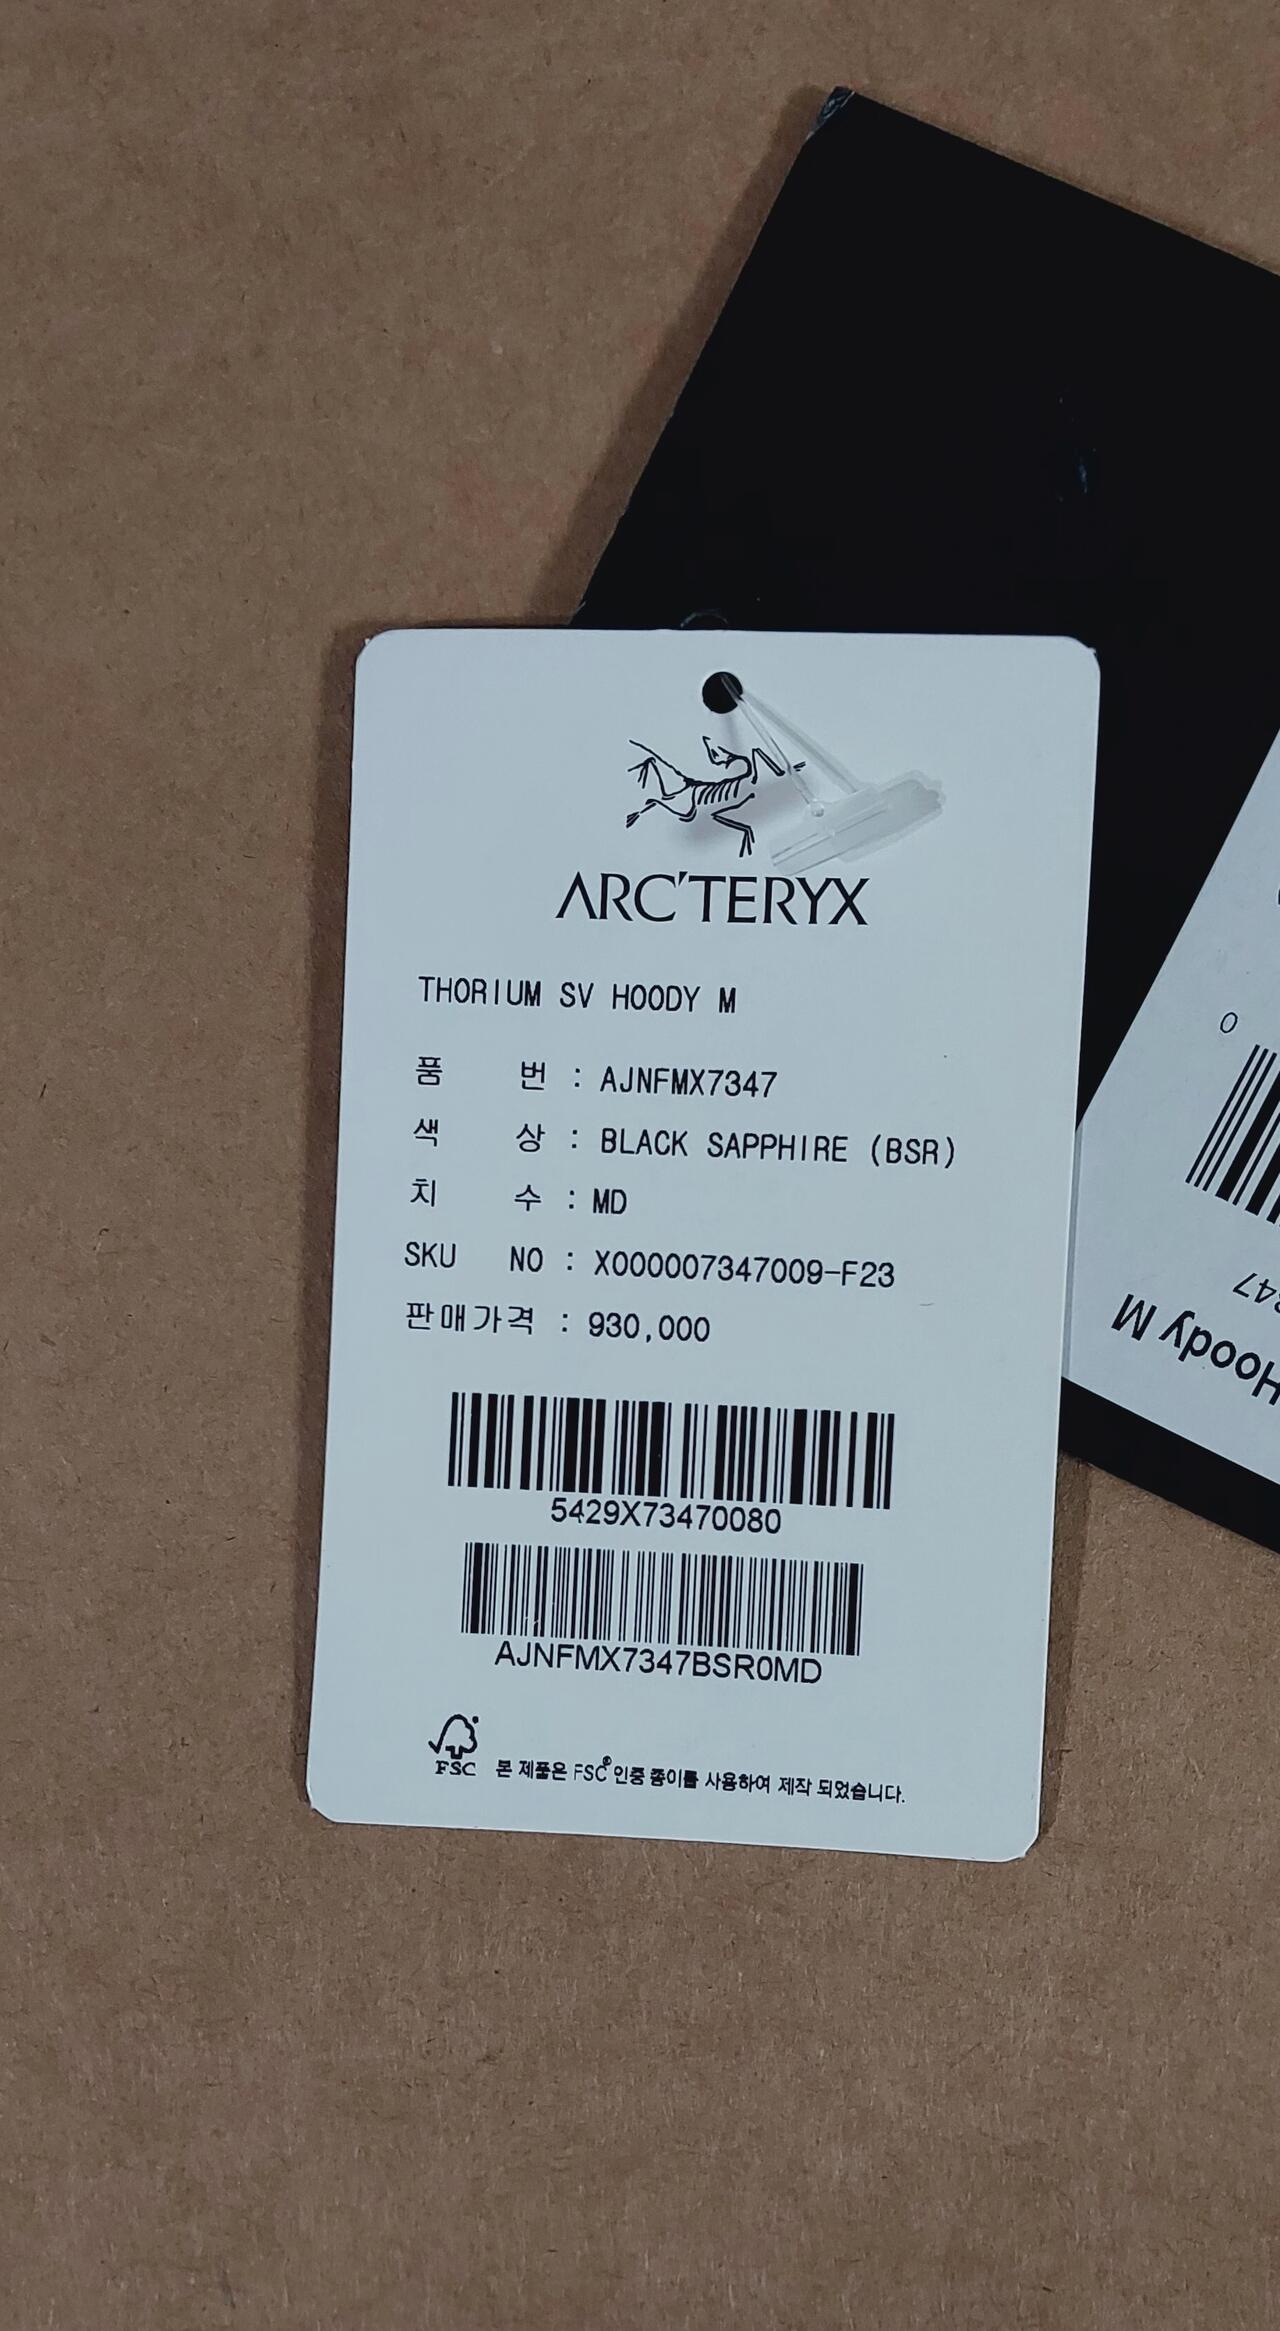 ARC'TERYX
THORIUM SV HOODY M
품 번 : AJNFMX7347
색 상 : BLACK SAPPHIRE (BSR)
치 수 : MD
SKU NO : X000007347009-F23
판매가격 : 930,000
5429X73470080
AJNFMX7347BSR0MD
FSC 본 제품은 FSC® 인증 종이를 사용하여 제작 되었습니다.
0
347
Hoody M